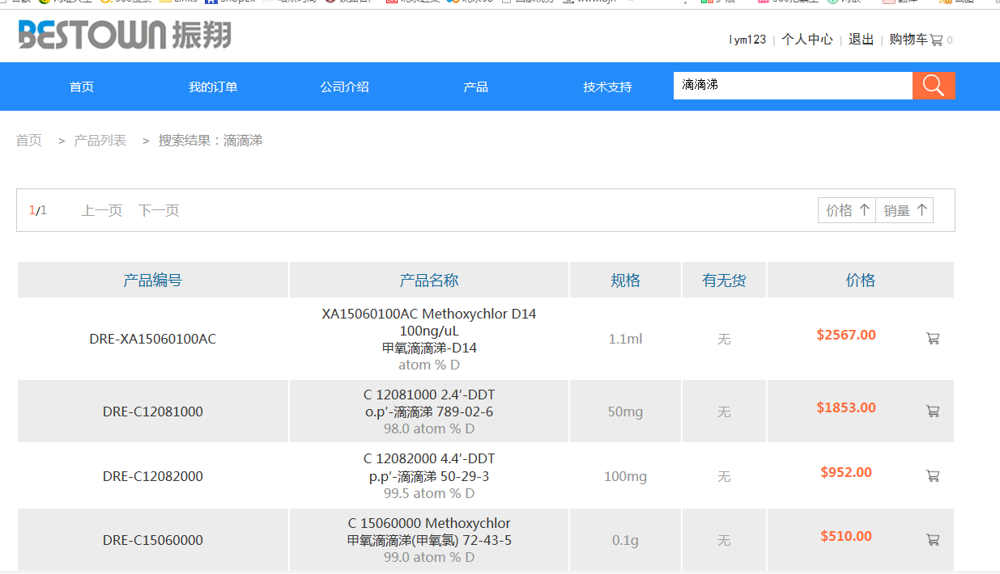 BESTOWN 振翔
lym123 | 个人中心 | 退出 | 购物车 0
首页 我的订单 公司介绍 产品 技术支持 滴滴涕
首页 > 产品列表 > 搜索结果：滴滴涕
1/1 上一页 下一页 价格 ↑ 销量 ↑
产品编号 产品名称 规格 有无货 价格
XA15060100AC Methoxychlor D14
100ng/uL
DRE-XA15060100AC 甲氧滴滴涕-D14 1.1ml 无 $2567.00
atom % D
C 12081000 2.4′-DDT
DRE-C12081000 o.p′-滴滴涕 789-02-6 50mg 无 $1853.00
98.0 atom % D
C 12082000 4.4′-DDT
DRE-C12082000 p.p′-滴滴涕 50-29-3 100mg 无 $952.00
99.5 atom % D
C 15060000 Methoxychlor
DRE-C15060000 甲氧滴滴涕(甲氧氯) 72-43-5 0.1g 无 $510.00
99.0 atom % D